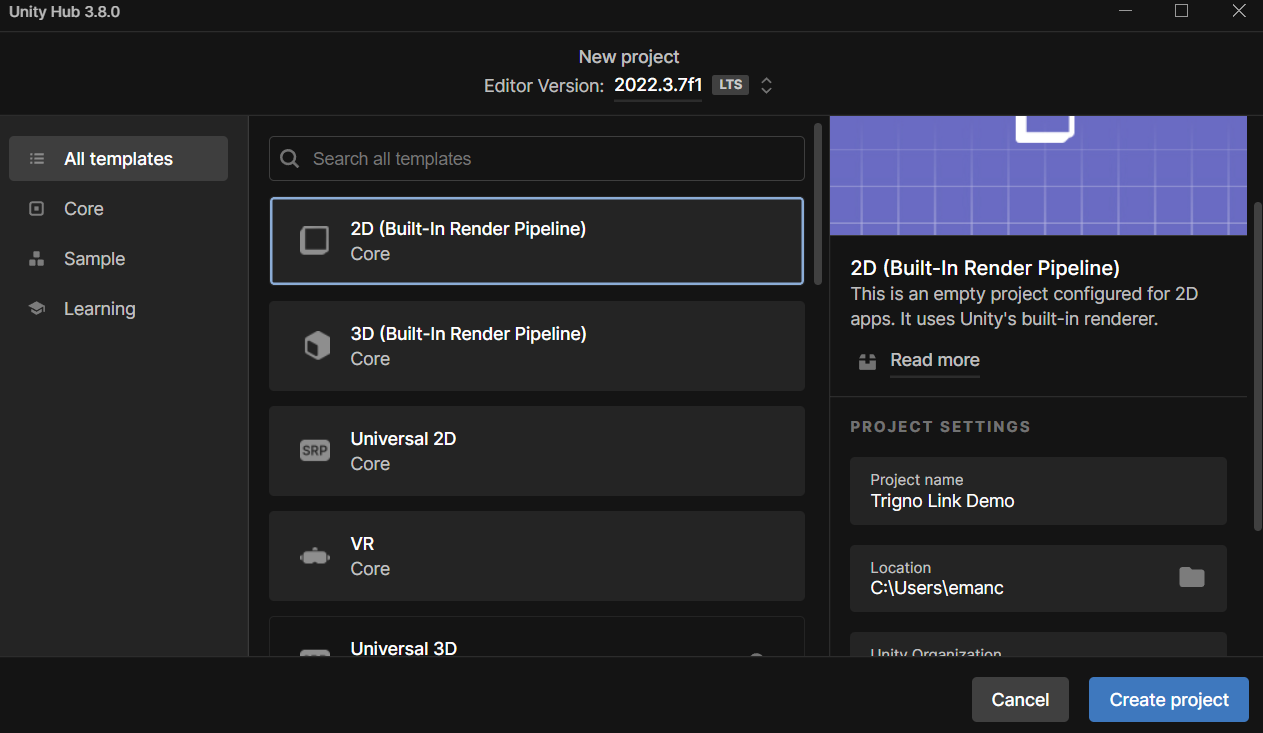 Unity Hub 3.8.0
New project
Editor Version: 2022.3.7f1 LTS
All templates
Core
Sample
Learning
Search all templates
2D (Built-In Render Pipeline)
Core
3D (Built-In Render Pipeline)
Core
SRP
Universal 2D
Core
VR
Core
Universal 3D
2D (Built-In Render Pipeline)
This is an empty project configured for 2D
apps. It uses Unity's built-in renderer.
Read more
PROJECT SETTINGS
Project name
Trigno Link Demo
Location
C:\Users\emanc
Unity Organization
Cancel
Create project